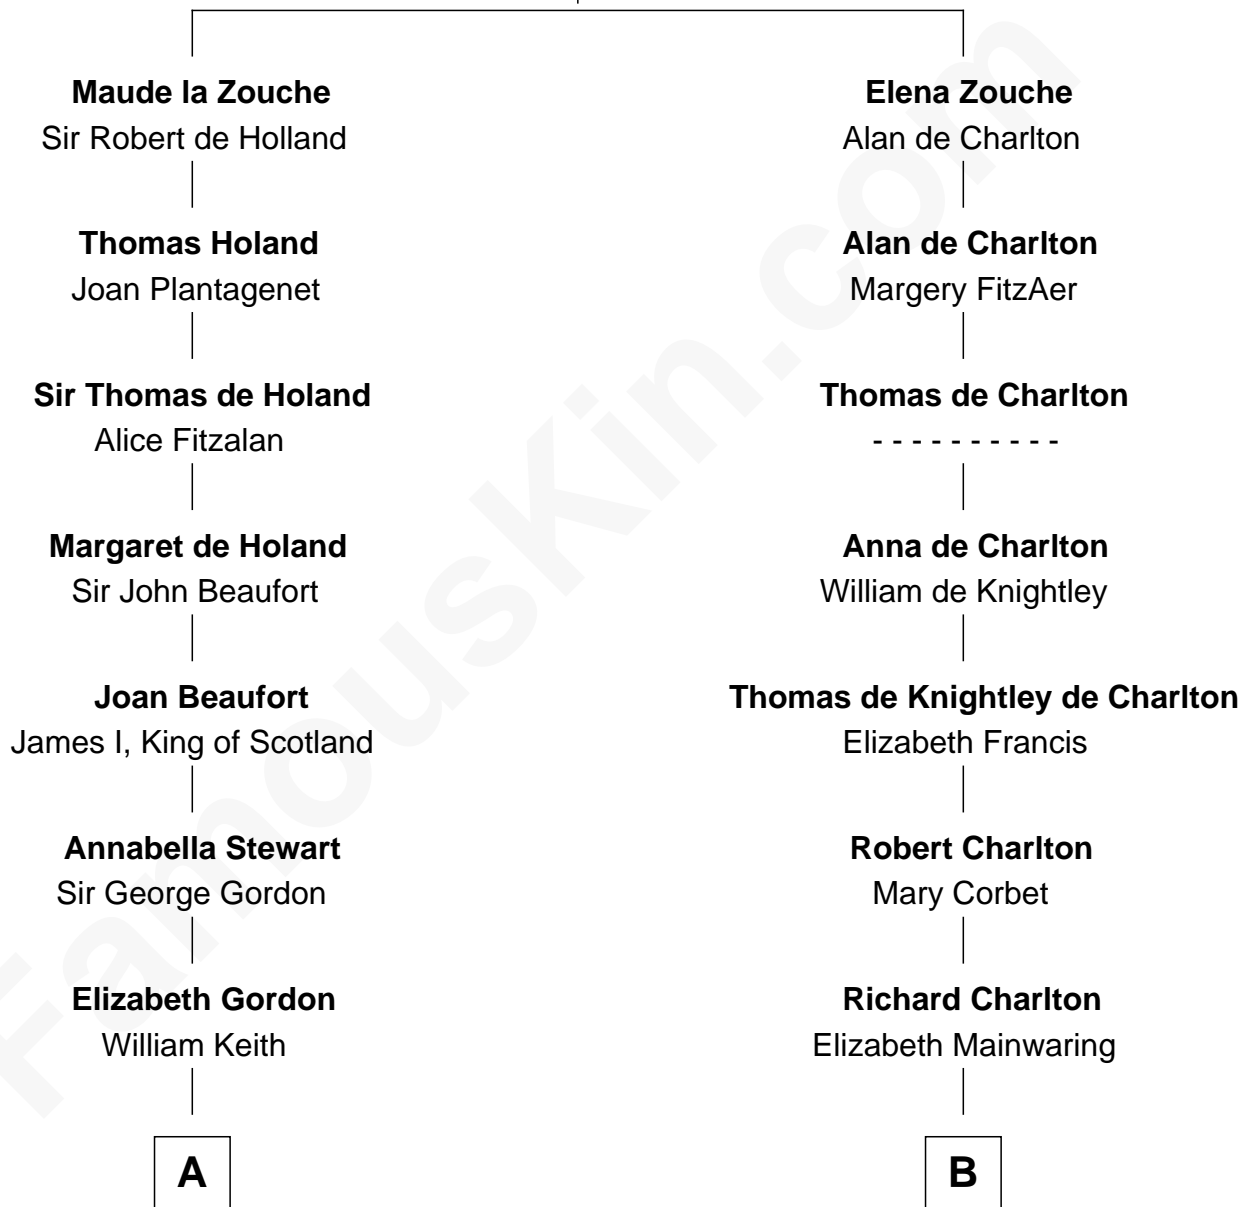 Maude la Zouche
Sir Robert de Holland
Elena Zouche
Alan de Charlton
Thomas Holand
Joan Plantagenet
Alan de Charlton
Margery FitzAer
Sir Thomas de Holand
Alice Fitzalan
Thomas de Charlton
- - - - - - - - - -
Margaret de Holand
Sir John Beaufort
Anna de Charlton
William de Knightley
Joan Beaufort
James I, King of Scotland
Thomas de Knightley de Charlton
Elizabeth Francis
Annabella Stewart
Sir George Gordon
Robert Charlton
Mary Corbet
Elizabeth Gordon
William Keith
Richard Charlton
Elizabeth Mainwaring
A
B
FamousKin.com